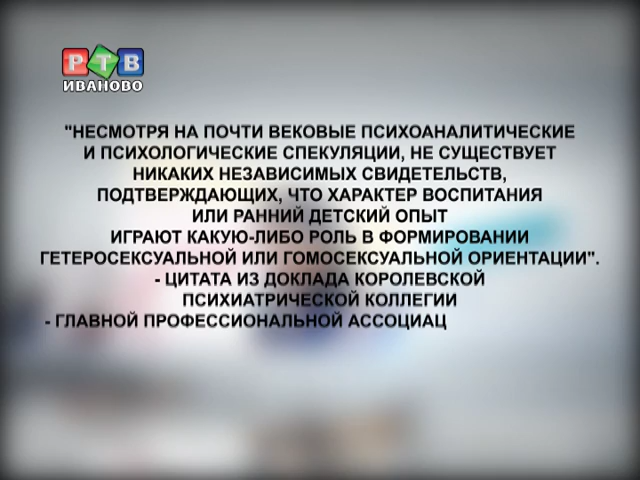 РТВ
ИВАНОВО
"НЕСМОТРЯ НА ПОЧТИ ВЕКОВЫЕ ПСИХОАНАЛИТИЧЕСКИЕ
И ПСИХОЛОГИЧЕСКИЕ СПЕКУЛЯЦИИ, НЕ СУЩЕСТВУЕТ
НИКАКИХ НЕЗАВИСИМЫХ СВИДЕТЕЛЬСТВ,
ПОДТВЕРЖДАЮЩИХ, ЧТО ХАРАКТЕР ВОСПИТАНИЯ
ИЛИ РАННИЙ ДЕТСКИЙ ОПЫТ
ИГРАЮТ КАКУЮ-ЛИБО РОЛЬ В ФОРМИРОВАНИИ
ГЕТЕРОСЕКСУАЛЬНОЙ ИЛИ ГОМОСЕКСУАЛЬНОЙ ОРИЕНТАЦИИ".
- ЦИТАТА ИЗ ДОКЛАДА КОРОЛЕВСКОЙ
ПСИХИАТРИЧЕСКОЙ КОЛЛЕГИИ
- ГЛАВНОЙ ПРОФЕССИОНАЛЬНОЙ АССОЦИАЦ